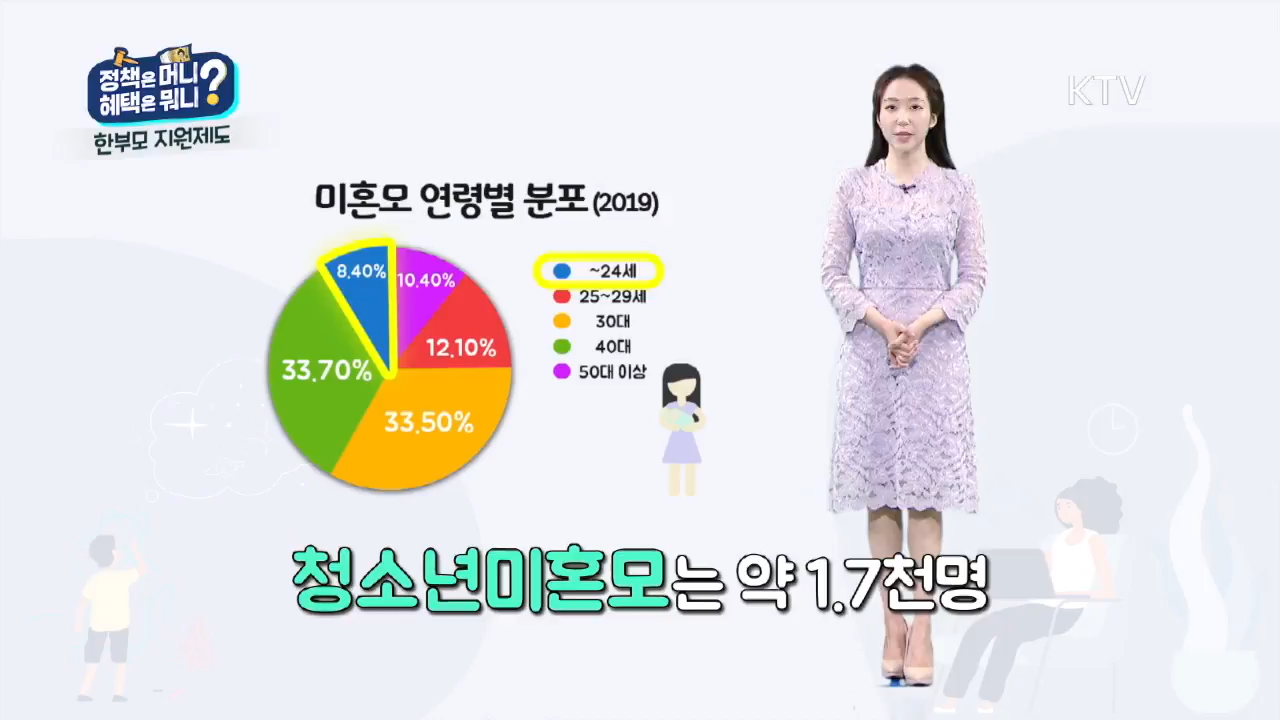 정책은 머니
혜택은 뭐니?
한부모 지원제도
KTV
미혼모 연령별 분포 (2019)
8.40%
10.40%
12.10%
33.70%
33.50%
~24세
25~29세
30대
40대
50대 이상
청소년미혼모는 약 1.7천명